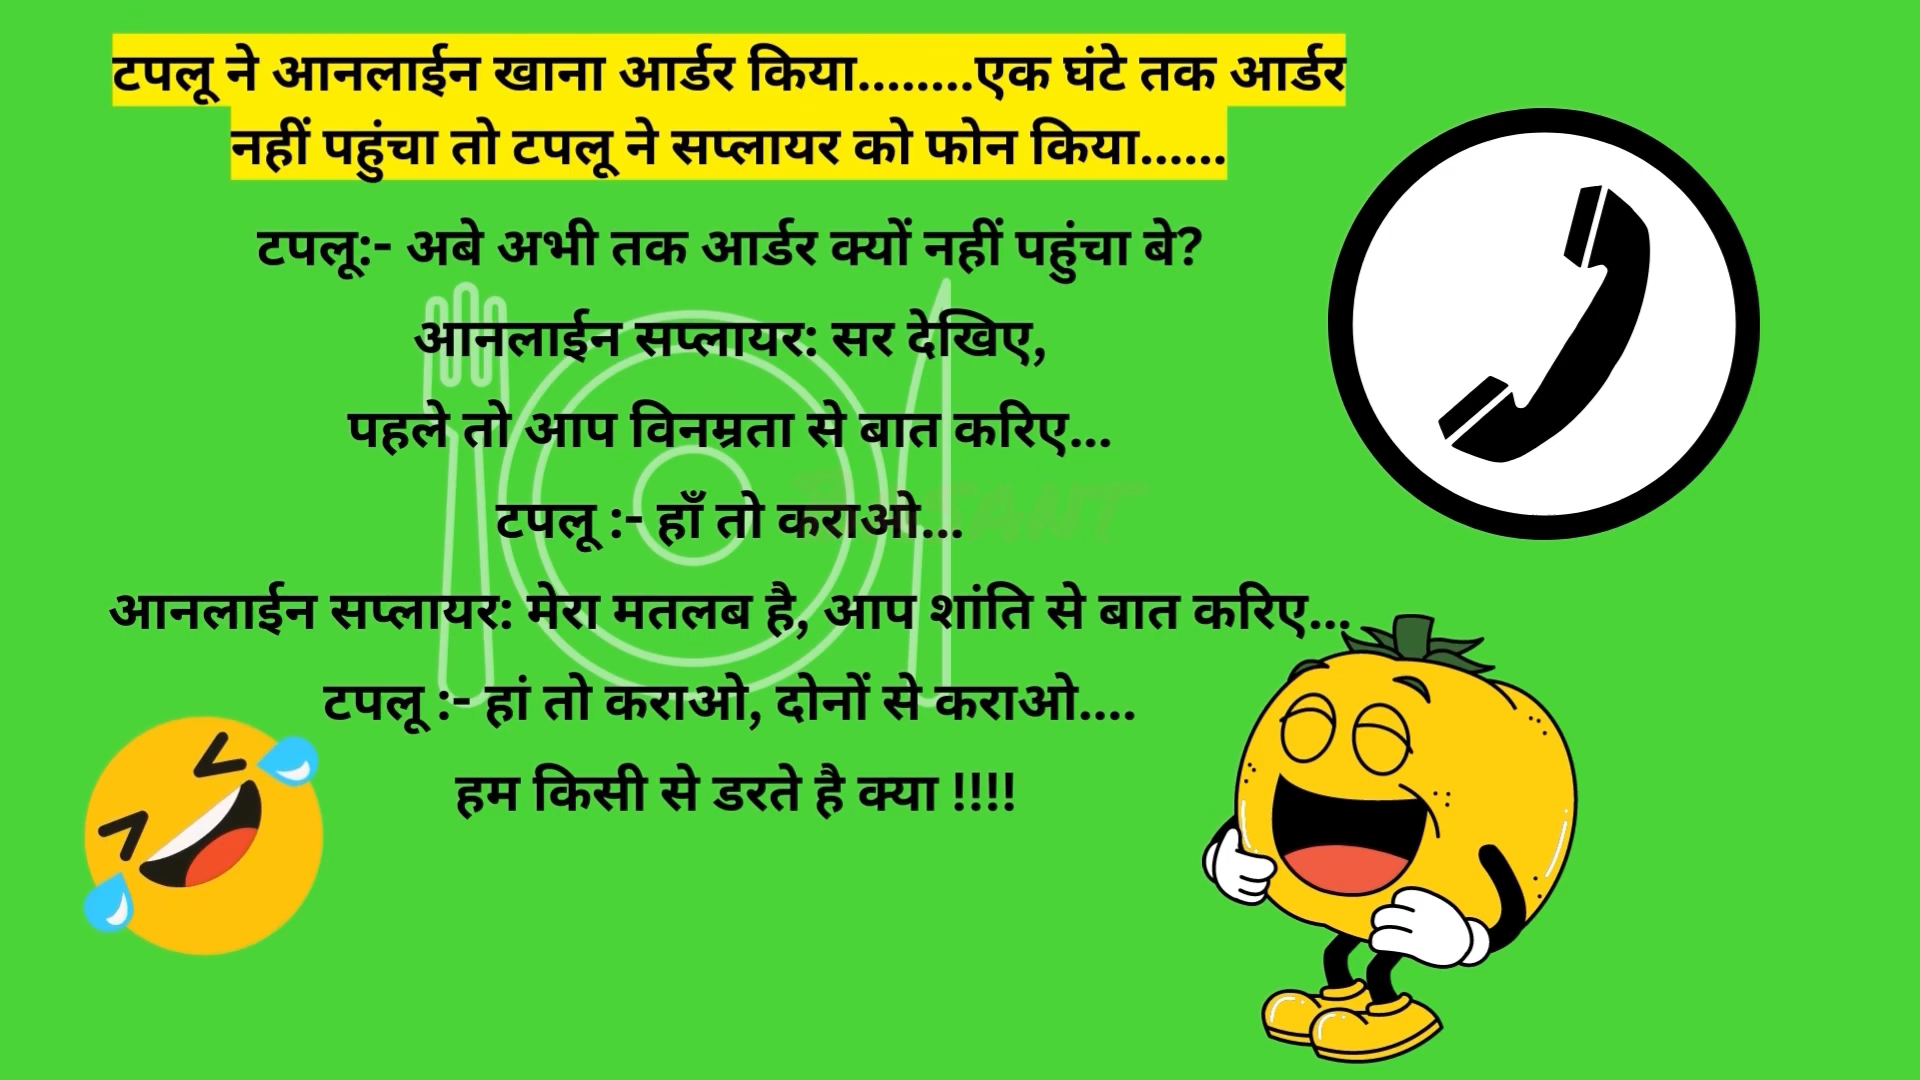 टपलू ने आनलाईन खाना आर्डर किया........एक घंटे तक आर्डर
नहीं पहुंचा तो टपलू ने सप्लायर को फोन किया......
टपलू:- अबे अभी तक आर्डर क्यों नहीं पहुंचा बे?
आनलाईन सप्लायर: सर देखिए,
पहले तो आप विनम्रता से बात करिए...
टपलू :- हाँ तो कराओ...
आनलाईन सप्लायर: मेरा मतलब है, आप शांति से बात करिए...
टपलू :- हां तो कराओ, दोनों से कराओ....
हम किसी से डरते है क्या !!!!